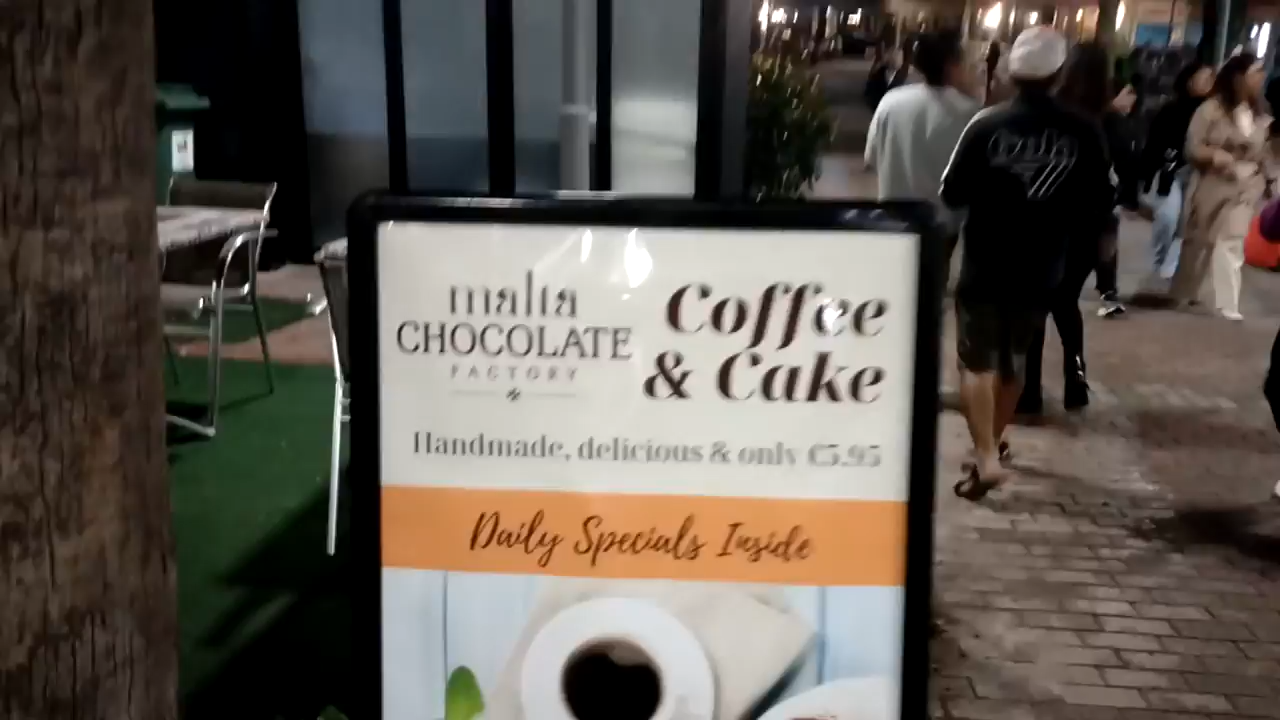 malta
CHOCOLATE
FACTORY
Coffee
& Cake
Handmade, delicious & only €5.95
Daily Specials Inside